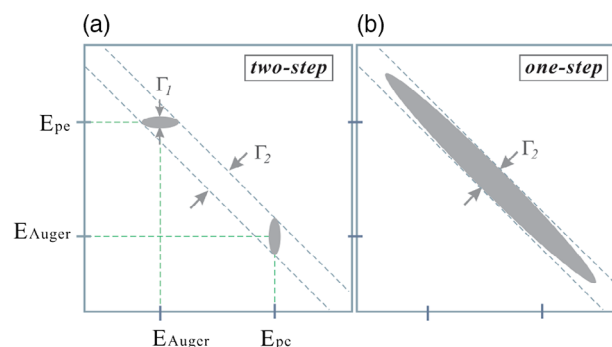 (a)
(b)
two-step
one-step
Γ1
Epe
Γ2
Γ2
EAuger
EAuger
Epe